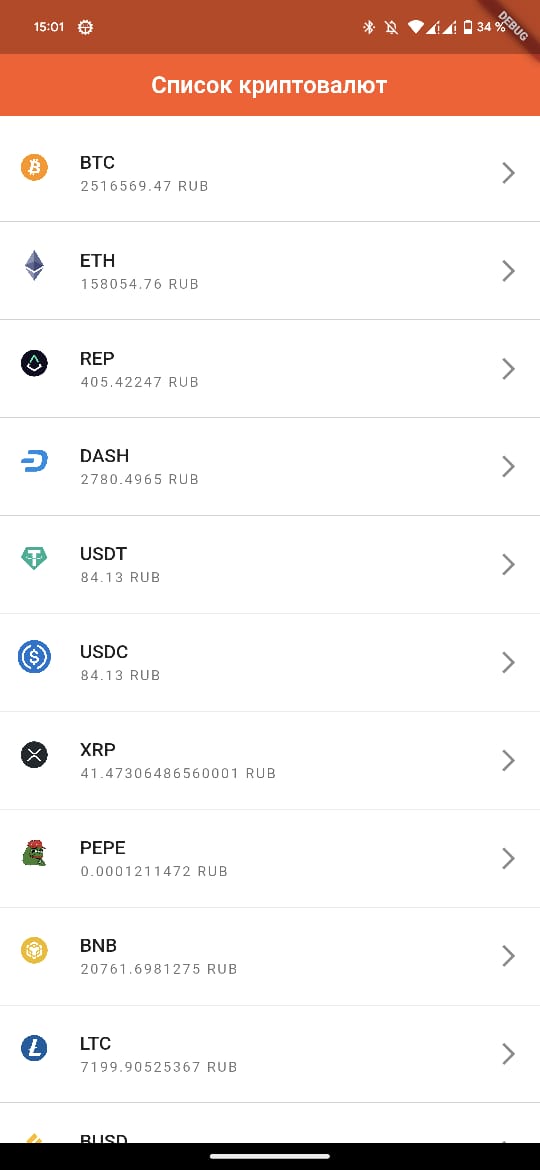 15:01
34 %
DEBUG
Список криптовалют
BTC
2516569.47 RUB
ETH
158054.76 RUB
REP
405.42247 RUB
DASH
2780.4965 RUB
USDT
84.13 RUB
USDC
84.13 RUB
XRP
41.47306486560001 RUB
PEPE
0.0001211472 RUB
BNB
20761.6981275 RUB
LTC
7199.90525367 RUB
BUSD